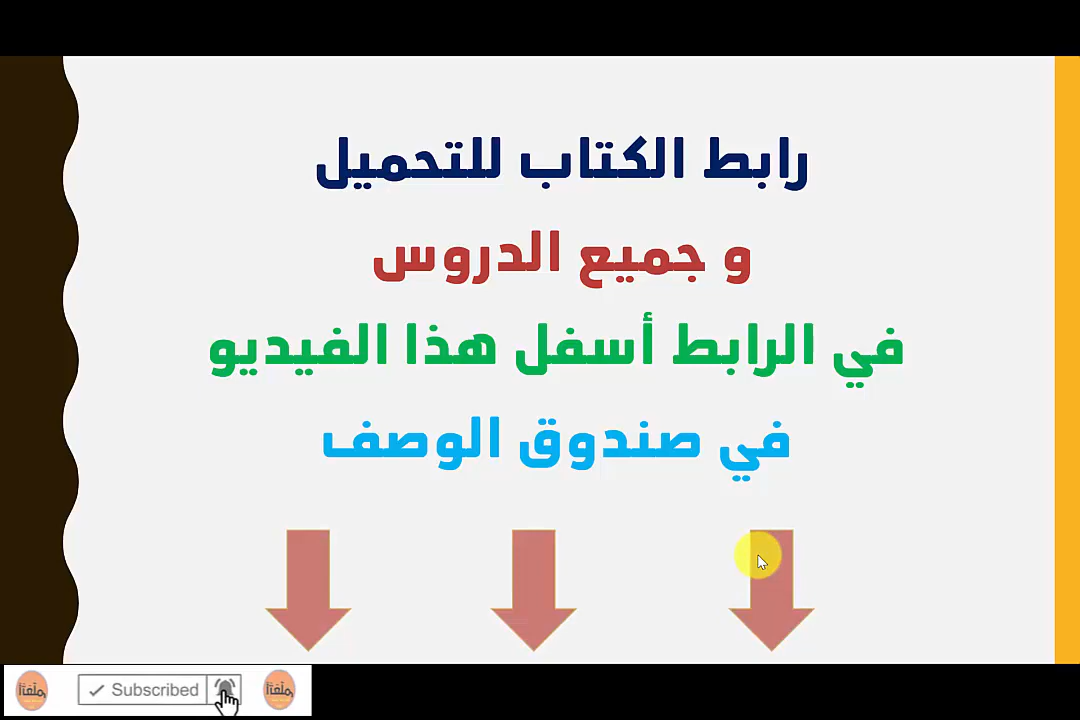 رابط الكتاب للتحميل
و جميع الدروس
في الرابط أسفل هذا الفيديو
في صندوق الوصف
Subscribed